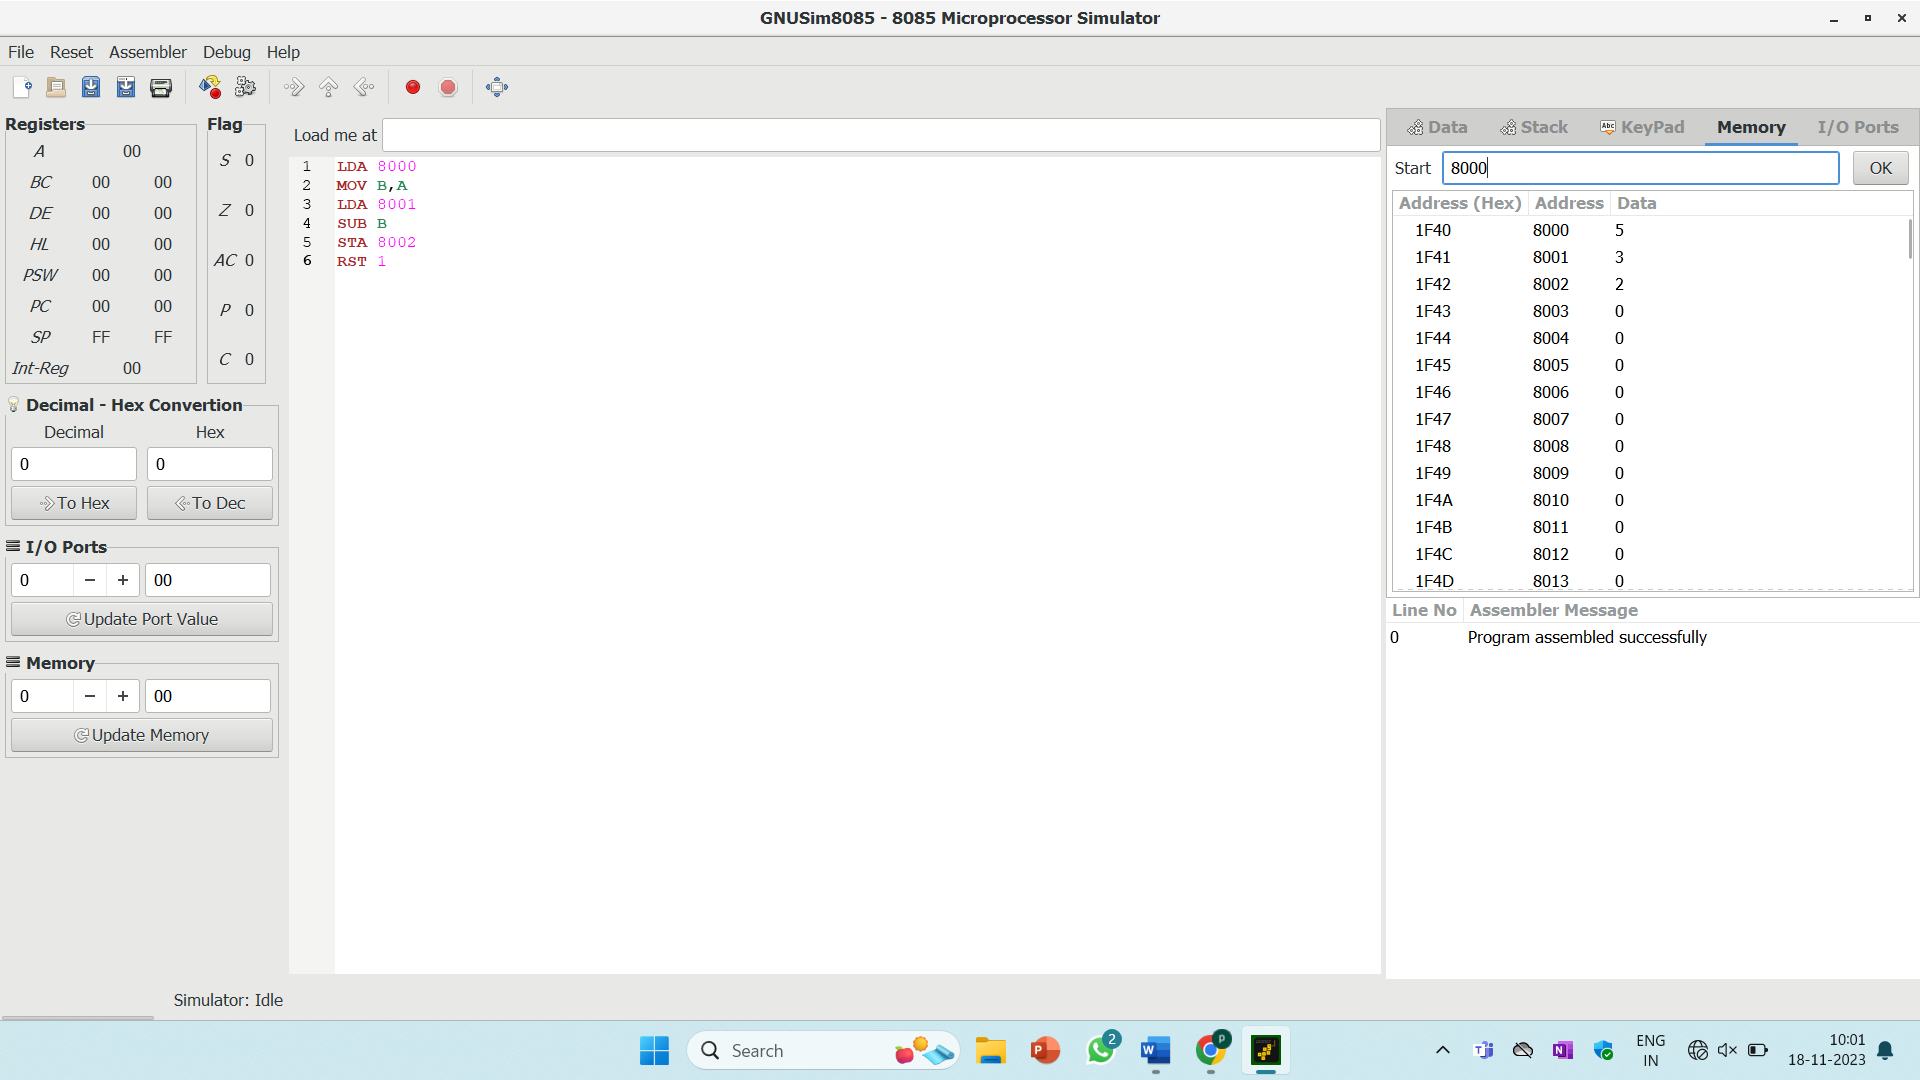 GNUSim8085 - 8085 Microprocessor Simulator
File Reset Assembler Debug Help
Registers
A 00
BC 00 00
DE 00 00
HL 00 00
PSW 00 00
PC 00 00
SP FF FF
Int-Reg 00
Flag
S 0
Z 0
AC 0
P 0
C 0
Decimal - Hex Convertion
Decimal Hex
0 0
To Hex To Dec
I/O Ports
0 − + 00
Update Port Value
Memory
0 − + 00
Update Memory
Load me at
1 LDA 8000
2 MOV B,A
3 LDA 8001
4 SUB B
5 STA 8002
6 RST 1
Data Stack Abc KeyPad Memory I/O Ports
Start 8000 OK
Address (Hex) Address Data
1F40 8000 5
1F41 8001 3
1F42 8002 2
1F43 8003 0
1F44 8004 0
1F45 8005 0
1F46 8006 0
1F47 8007 0
1F48 8008 0
1F49 8009 0
1F4A 8010 0
1F4B 8011 0
1F4C 8012 0
1F4D 8013 0
Line No Assembler Message
0 Program assembled successfully
Simulator: Idle
Search
P
2
W
P
N
ENG
IN
10:01
18-11-2023